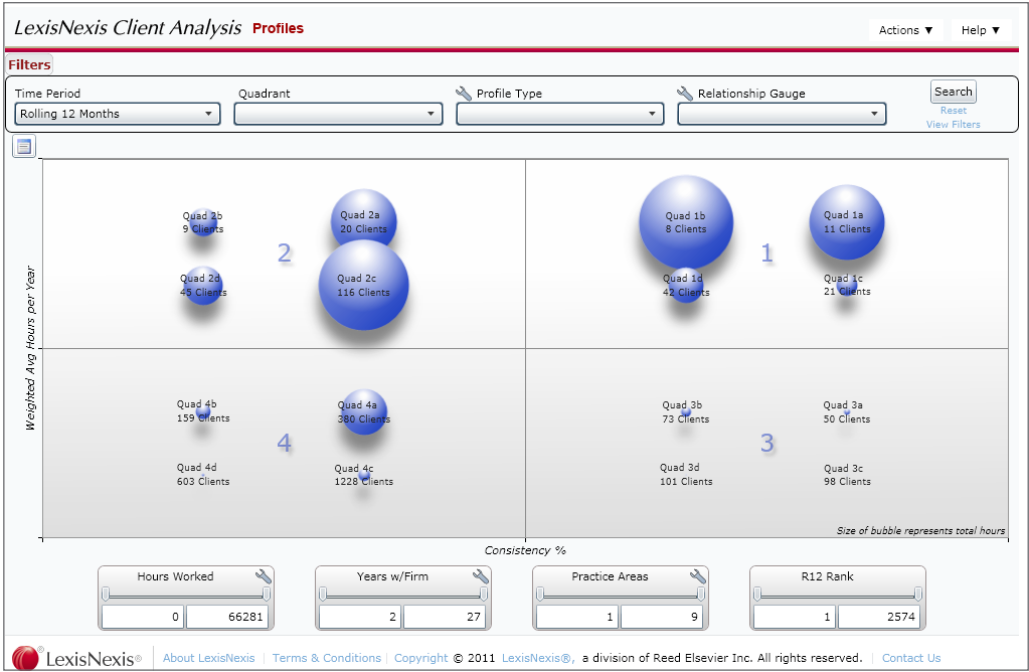 LexisNexis Client Analysis Profiles
Actions ▼ Help ▼
Filters
Time Period Quadrant Profile Type Relationship Gauge Search
Rolling 12 Months
Reset
View Filters
Quad 2b
9 Clients
Quad 2a
20 Clients
Quad 1b
8 Clients
Quad 1a
11 Clients
2
1
Quad 2d
45 Clients
Quad 2c
116 Clients
Quad 1d
42 Clients
Quad 1c
21 Clients
Weighted Avg Hours per Year
Quad 4b
159 Clients
Quad 4a
380 Clients
Quad 3b
73 Clients
Quad 3a
50 Clients
4
3
Quad 4d
603 Clients
Quad 4c
1228 Clients
Quad 3d
101 Clients
Quad 3c
98 Clients
Size of bubble represents total hours
Consistency %
Hours Worked
0 66281
Years w/Firm
2 27
Practice Areas
1 9
R12 Rank
1 2574
LexisNexis® About LexisNexis | Terms & Conditions | Copyright © 2011 LexisNexis®, a division of Reed Elsevier Inc. All rights reserved. | Contact Us